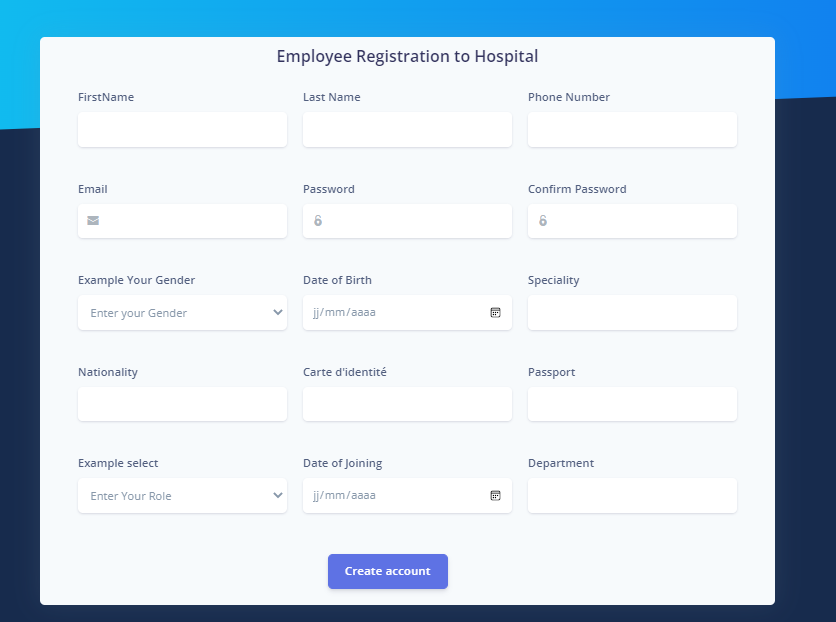 Employee Registration to Hospital
FirstName Last Name Phone Number
Email Password Confirm Password
Example Your Gender Date of Birth Speciality
Enter your Gender jj/mm/aaaa
Nationality Carte d'identité Passport
Example select Date of Joining Department
Enter Your Role jj/mm/aaaa
Create account